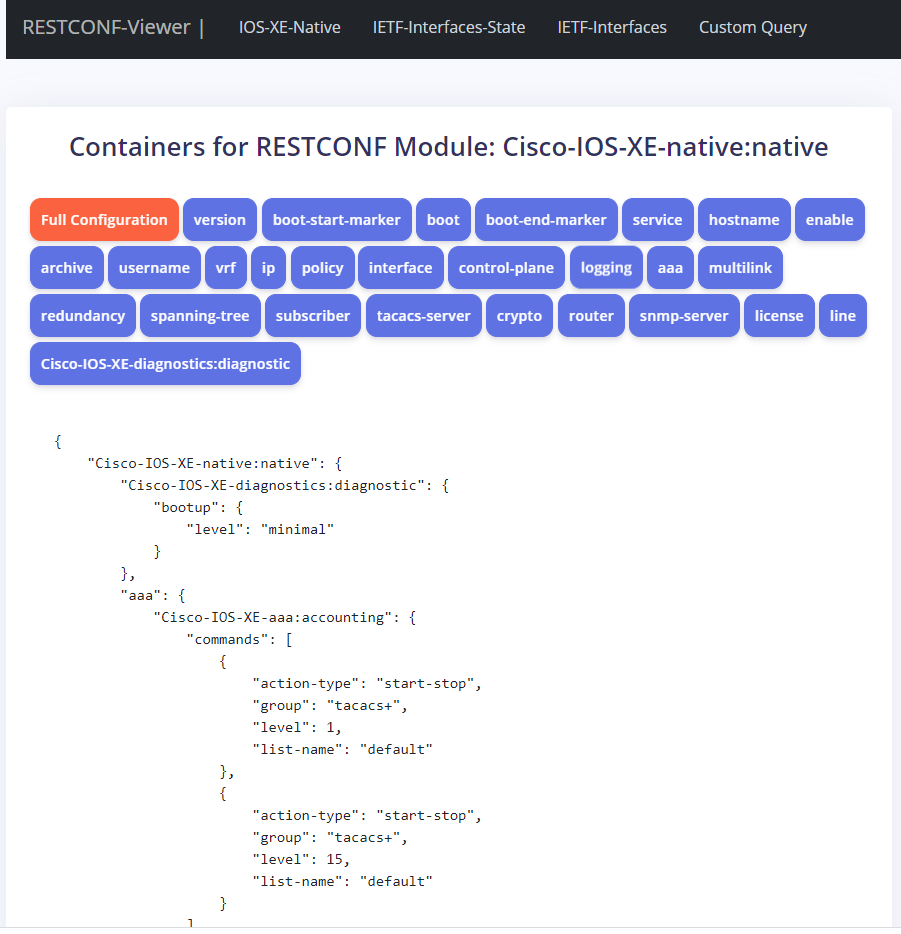 RESTCONF-Viewer | IOS-XE-Native IETF-Interfaces-State IETF-Interfaces Custom Query
Containers for RESTCONF Module: Cisco-IOS-XE-native:native
Full Configuration version boot-start-marker boot boot-end-marker service hostname enable
archive username vrf ip policy interface control-plane logging aaa multilink
redundancy spanning-tree subscriber tacacs-server crypto router snmp-server license line
Cisco-IOS-XE-diagnostics:diagnostic
{
    "Cisco-IOS-XE-native:native": {
        "Cisco-IOS-XE-diagnostics:diagnostic": {
            "bootup": {
                "level": "minimal"
            }
        },
        "aaa": {
            "Cisco-IOS-XE-aaa:accounting": {
                "commands": [
                    {
                        "action-type": "start-stop",
                        "group": "tacacs+",
                        "level": 1,
                        "list-name": "default"
                    },
                    {
                        "action-type": "start-stop",
                        "group": "tacacs+",
                        "level": 15,
                        "list-name": "default"
                    }
                ]